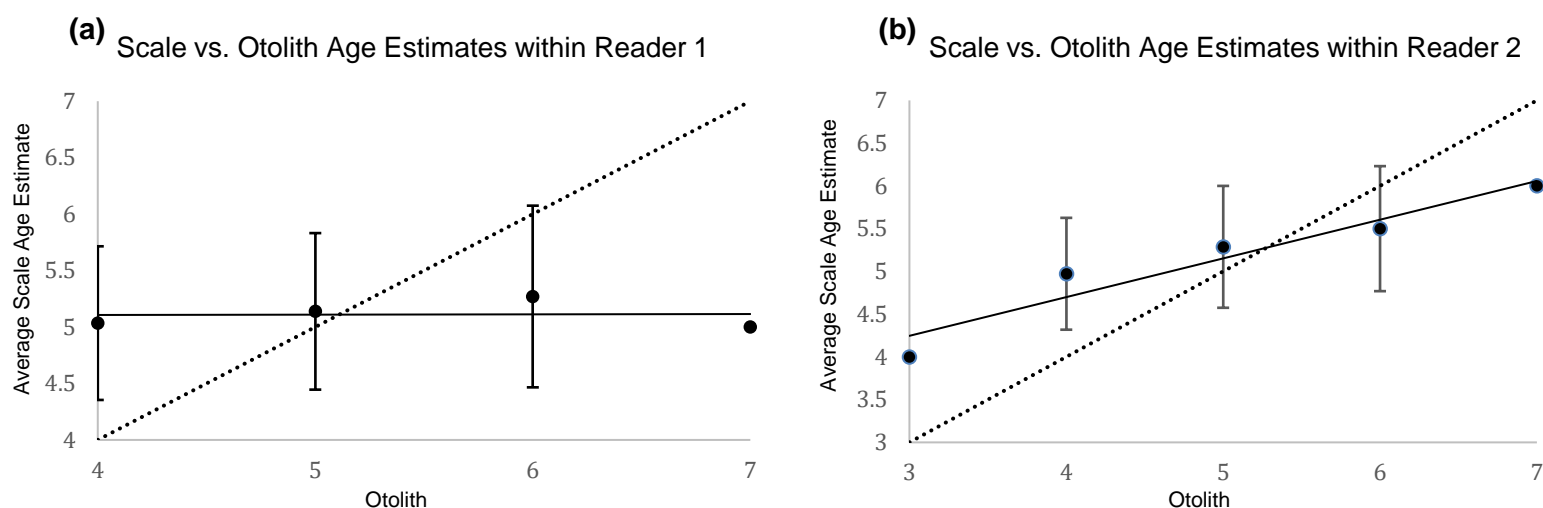 (a)
Scale vs. Otolith Age Estimates within Reader 1
Average Scale Age Estimate
7
6.5
6
5.5
5
4.5
4
4 5 6 7
Otolith
(b)
Scale vs. Otolith Age Estimates within Reader 2
Average Scale Age Estimate
7
6.5
6
5.5
5
4.5
4
3.5
3
3 4 5 6 7
Otolith